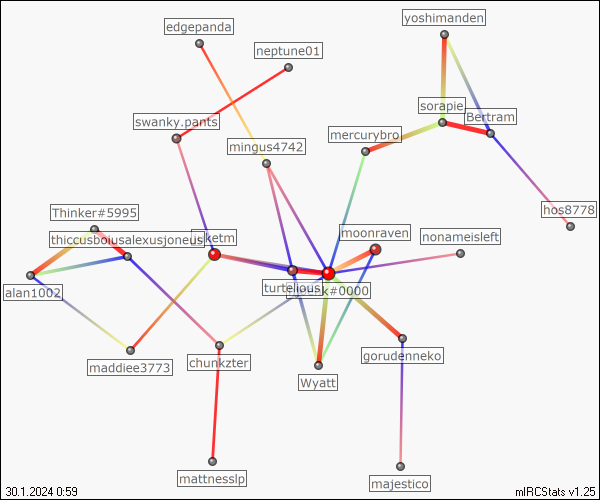 yoshimanden
edgepanda
neptune01
sorapie
Bertram
swanky.pants
mercurybro
mingus4742
Thinker#5995
hos8778
moonraven
nonameisleft
thiccusboiusalexusjoneus
ketm
alan1002
turtelious
#0000
gorudenneko
chunkzter
maddiee3773
Wyatt
mattnesslp
majestico
30.1.2024 0:59
mIRCStats v1.25